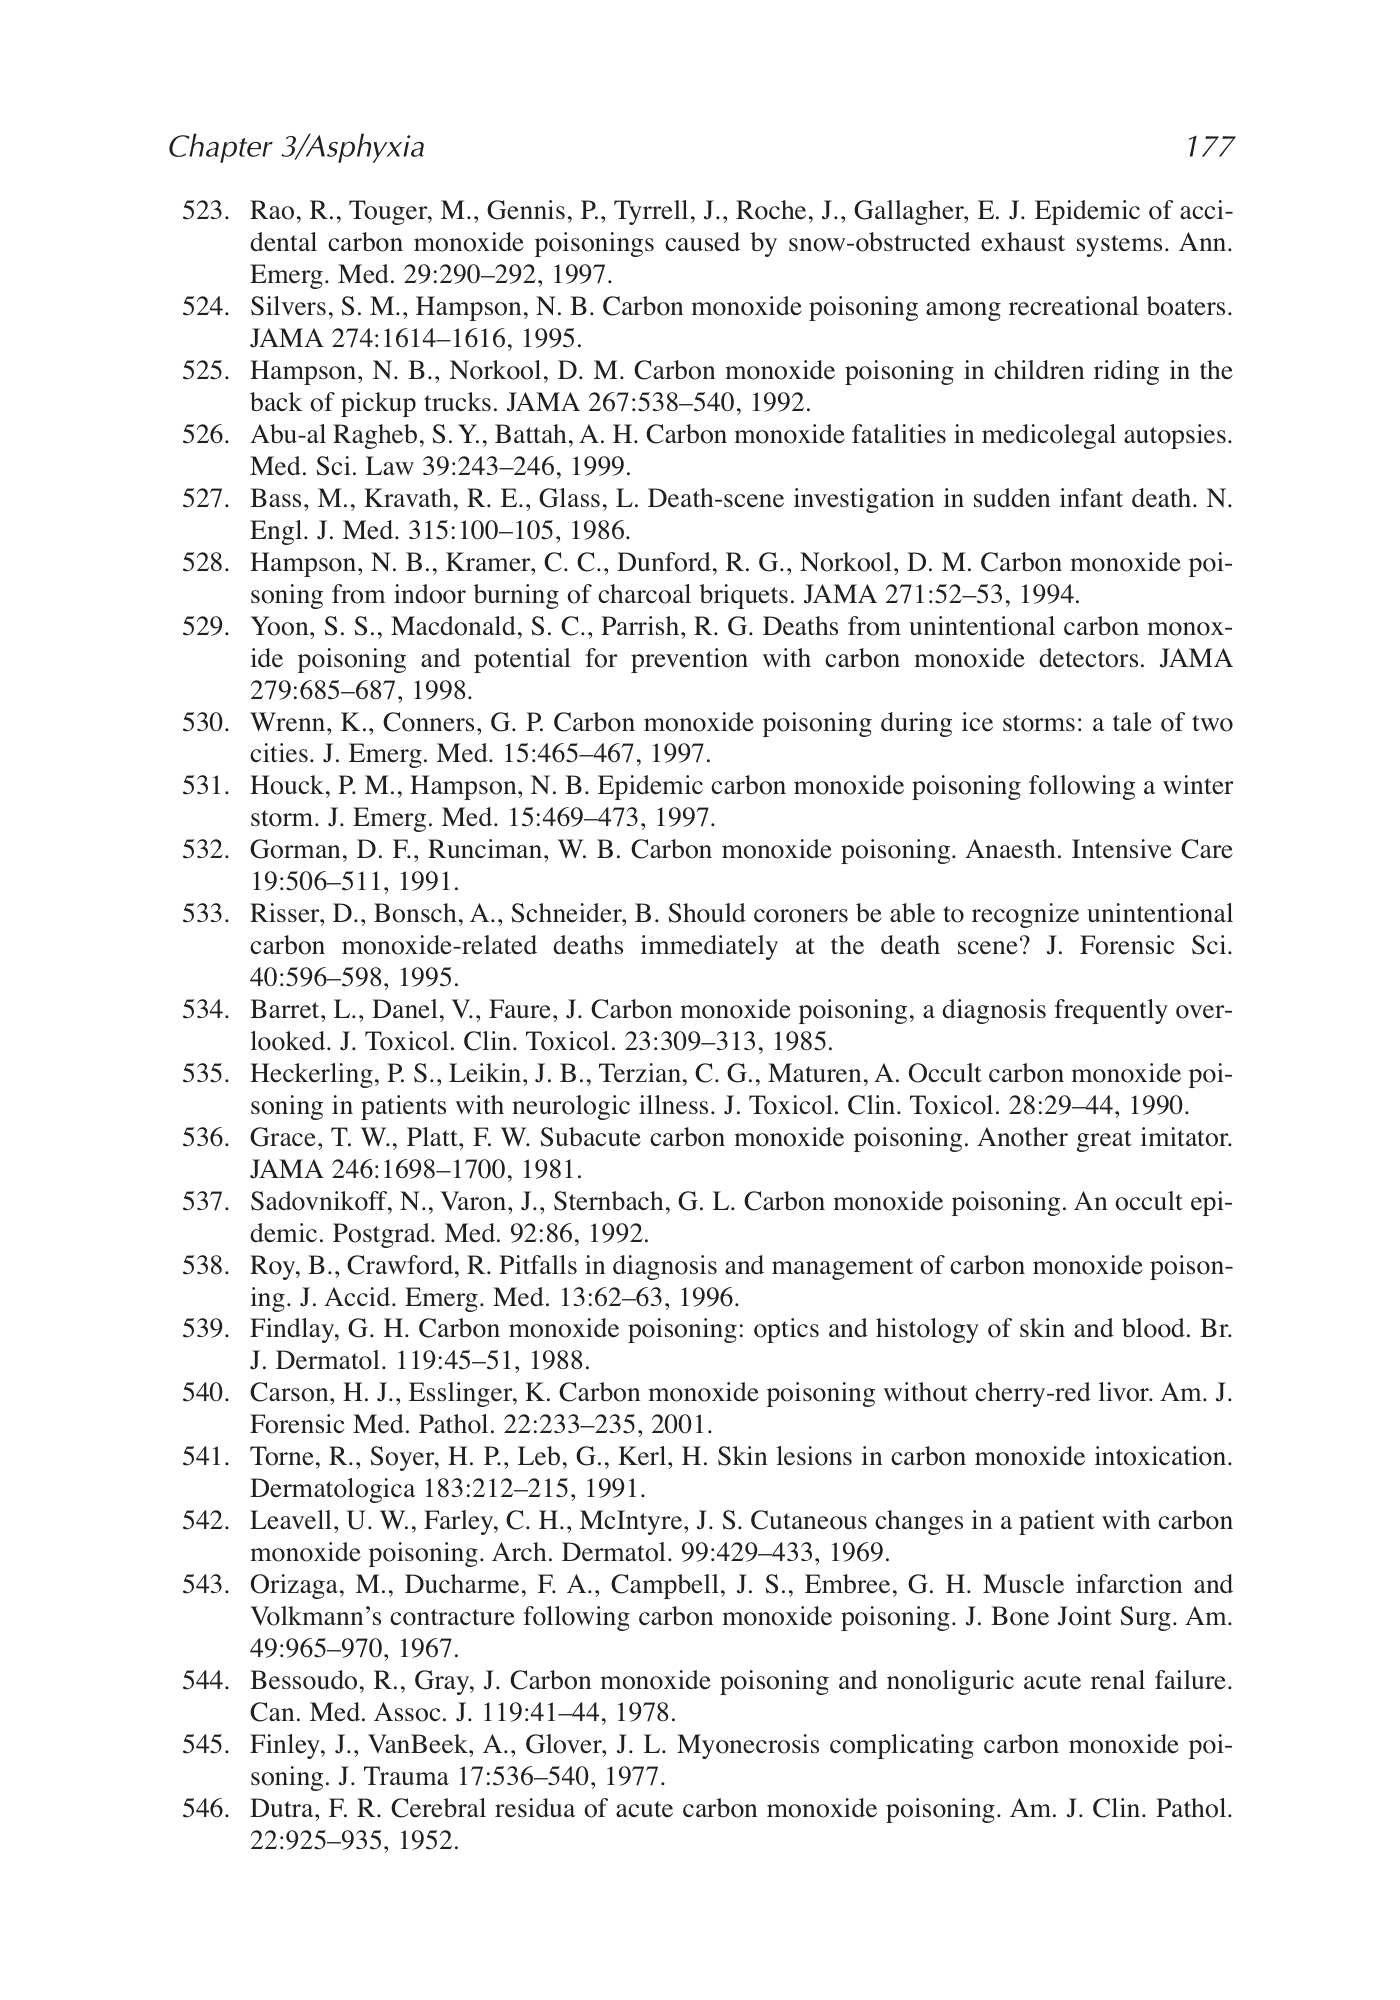 Chapter 3/Asphyxia 177
523. Rao, R., Touger, M., Gennis, P., Tyrrell, J., Roche, J., Gallagher, E. J. Epidemic of acci-
dental carbon monoxide poisonings caused by snow-obstructed exhaust systems. Ann.
Emerg. Med. 29:290–292, 1997.
524. Silvers, S. M., Hampson, N. B. Carbon monoxide poisoning among recreational boaters.
JAMA 274:1614–1616, 1995.
525. Hampson, N. B., Norkool, D. M. Carbon monoxide poisoning in children riding in the
back of pickup trucks. JAMA 267:538–540, 1992.
526. Abu-al Ragheb, S. Y., Battah, A. H. Carbon monoxide fatalities in medicolegal autopsies.
Med. Sci. Law 39:243–246, 1999.
527. Bass, M., Kravath, R. E., Glass, L. Death-scene investigation in sudden infant death. N.
Engl. J. Med. 315:100–105, 1986.
528. Hampson, N. B., Kramer, C. C., Dunford, R. G., Norkool, D. M. Carbon monoxide poi-
soning from indoor burning of charcoal briquets. JAMA 271:52–53, 1994.
529. Yoon, S. S., Macdonald, S. C., Parrish, R. G. Deaths from unintentional carbon monox-
ide poisoning and potential for prevention with carbon monoxide detectors. JAMA
279:685–687, 1998.
530. Wrenn, K., Conners, G. P. Carbon monoxide poisoning during ice storms: a tale of two
cities. J. Emerg. Med. 15:465–467, 1997.
531. Houck, P. M., Hampson, N. B. Epidemic carbon monoxide poisoning following a winter
storm. J. Emerg. Med. 15:469–473, 1997.
532. Gorman, D. F., Runciman, W. B. Carbon monoxide poisoning. Anaesth. Intensive Care
19:506–511, 1991.
533. Risser, D., Bonsch, A., Schneider, B. Should coroners be able to recognize unintentional
carbon monoxide-related deaths immediately at the death scene? J. Forensic Sci.
40:596–598, 1995.
534. Barret, L., Danel, V., Faure, J. Carbon monoxide poisoning, a diagnosis frequently over-
looked. J. Toxicol. Clin. Toxicol. 23:309–313, 1985.
535. Heckerling, P. S., Leikin, J. B., Terzian, C. G., Maturen, A. Occult carbon monoxide poi-
soning in patients with neurologic illness. J. Toxicol. Clin. Toxicol. 28:29–44, 1990.
536. Grace, T. W., Platt, F. W. Subacute carbon monoxide poisoning. Another great imitator.
JAMA 246:1698–1700, 1981.
537. Sadovnikoff, N., Varon, J., Sternbach, G. L. Carbon monoxide poisoning. An occult epi-
demic. Postgrad. Med. 92:86, 1992.
538. Roy, B., Crawford, R. Pitfalls in diagnosis and management of carbon monoxide poison-
ing. J. Accid. Emerg. Med. 13:62–63, 1996.
539. Findlay, G. H. Carbon monoxide poisoning: optics and histology of skin and blood. Br.
J. Dermatol. 119:45–51, 1988.
540. Carson, H. J., Esslinger, K. Carbon monoxide poisoning without cherry-red livor. Am. J.
Forensic Med. Pathol. 22:233–235, 2001.
541. Torne, R., Soyer, H. P., Leb, G., Kerl, H. Skin lesions in carbon monoxide intoxication.
Dermatologica 183:212–215, 1991.
542. Leavell, U. W., Farley, C. H., McIntyre, J. S. Cutaneous changes in a patient with carbon
monoxide poisoning. Arch. Dermatol. 99:429–433, 1969.
543. Orizaga, M., Ducharme, F. A., Campbell, J. S., Embree, G. H. Muscle infarction and
Volkmann’s contracture following carbon monoxide poisoning. J. Bone Joint Surg. Am.
49:965–970, 1967.
544. Bessoudo, R., Gray, J. Carbon monoxide poisoning and nonoliguric acute renal failure.
Can. Med. Assoc. J. 119:41–44, 1978.
545. Finley, J., VanBeek, A., Glover, J. L. Myonecrosis complicating carbon monoxide poi-
soning. J. Trauma 17:536–540, 1977.
546. Dutra, F. R. Cerebral residua of acute carbon monoxide poisoning. Am. J. Clin. Pathol.
22:925–935, 1952.